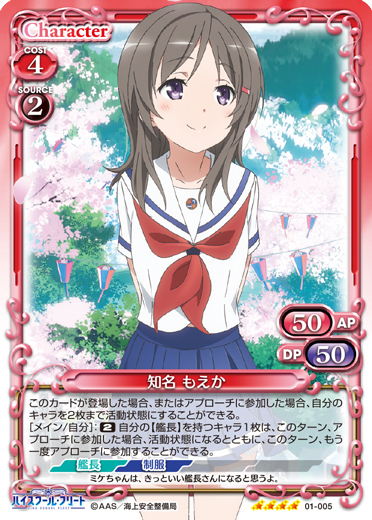 Character
COST
4
SOURCE
2
50 AP
DP 50
知名 もえか
このカードが登場した場合、またはアプローチに参加した場合、自分の
キャラを2枚まで活動状態にすることができる。
[メイン/自分]:2 自分の【艦長】を持つキャラ1枚は、このターン、ア
プローチに参加した場合、活動状態になるとともに、このターン、もう
一度アプローチに参加することができる。
艦長 制服
ミケちゃんは、きっといい艦長さんになると思うよ。
ハイスクール・フリート
©AAS/海上安全整備局
01-005